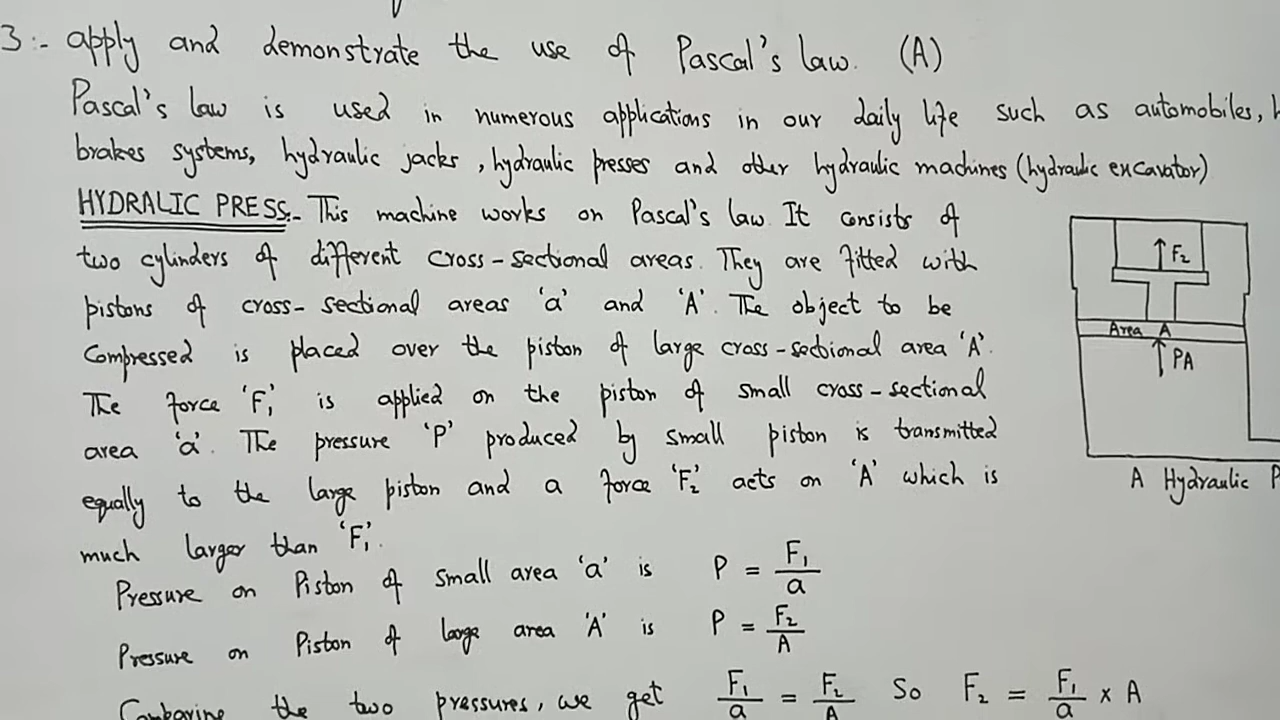 3:- apply and demonstrate the use of Pascal's law. (A)
Pascal's law is used in numerous applications in our daily life such as automobiles,
brakes systems, hydraulic jacks, hydraulic presses and other hydraulic machines (hydraulic excavator)
HYDRALIC PRESS:- This machine works on Pascal's law. It consists of
two cylinders of different cross-sectional areas. They are fitted with
pistons of cross-sectional areas 'a' and 'A'. The object to be
Compressed is placed over the piston of large cross-sectional area 'A'.
The force 'F₁' is applied on the piston of small cross-sectional
area 'a'. The pressure 'P' produced by small piston is transmitted
equally to the large piston and a force 'F₂' acts on 'A' which is
much larger than 'F₁'.
Pressure on Piston of small area 'a' is P = F₁/a
Pressure on Piston of large area 'A' is P = F₂/A
Comparing the two pressures, we get F₁/a = F₂/A So F₂ = F₁/a × A
F₂
Area A
PA
A Hydraulic P